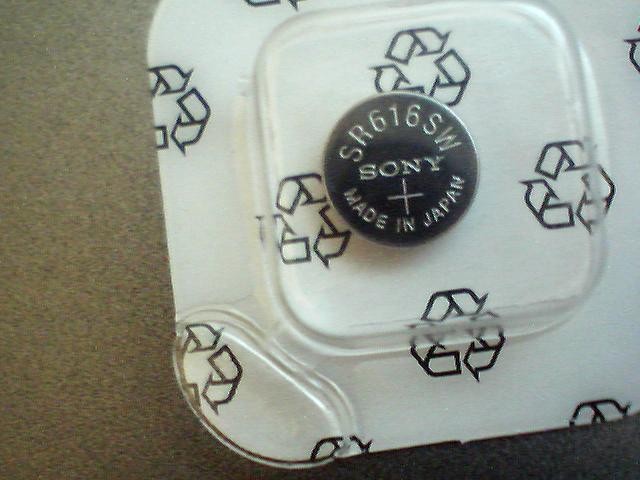 SR616SW
SONY
+
MADE IN JAPAN